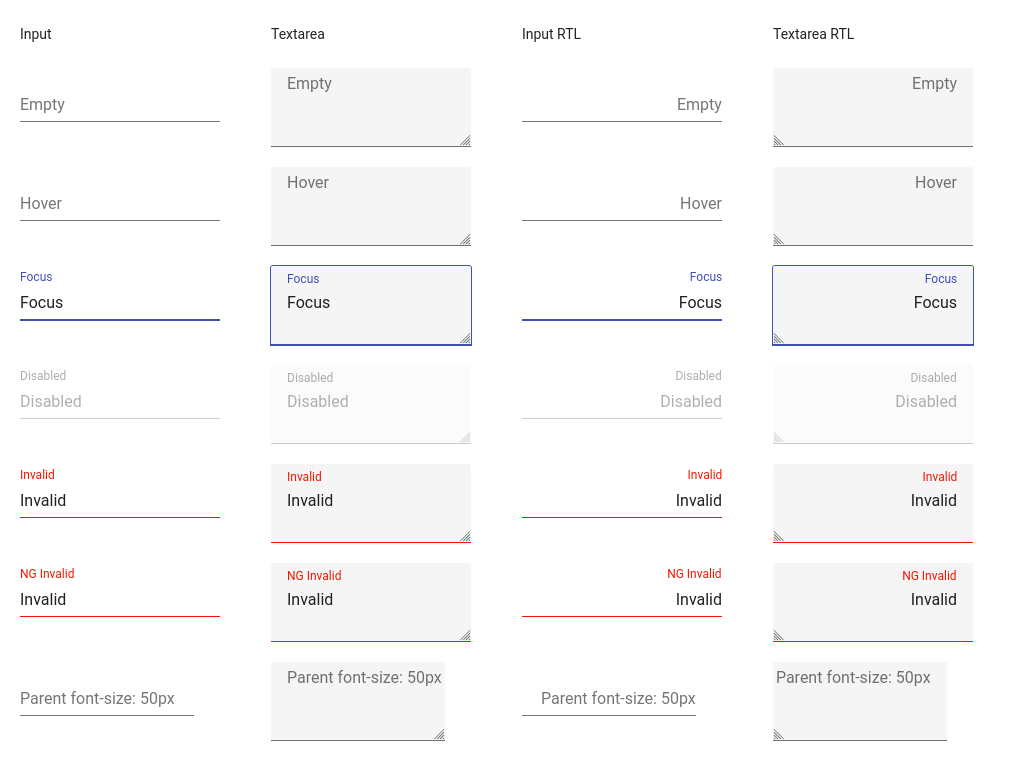 Input Textarea Input RTL Textarea RTL
Empty Empty Empty Empty
Hover Hover Hover Hover
Focus Focus Focus Focus
Focus Focus Focus Focus
Disabled Disabled Disabled Disabled
Disabled Disabled Disabled Disabled
Invalid Invalid Invalid Invalid
Invalid Invalid Invalid Invalid
NG Invalid NG Invalid NG Invalid NG Invalid
Invalid Invalid Invalid Invalid
Parent font-size: 50px Parent font-size: 50px Parent font-size: 50px Parent font-size: 50px